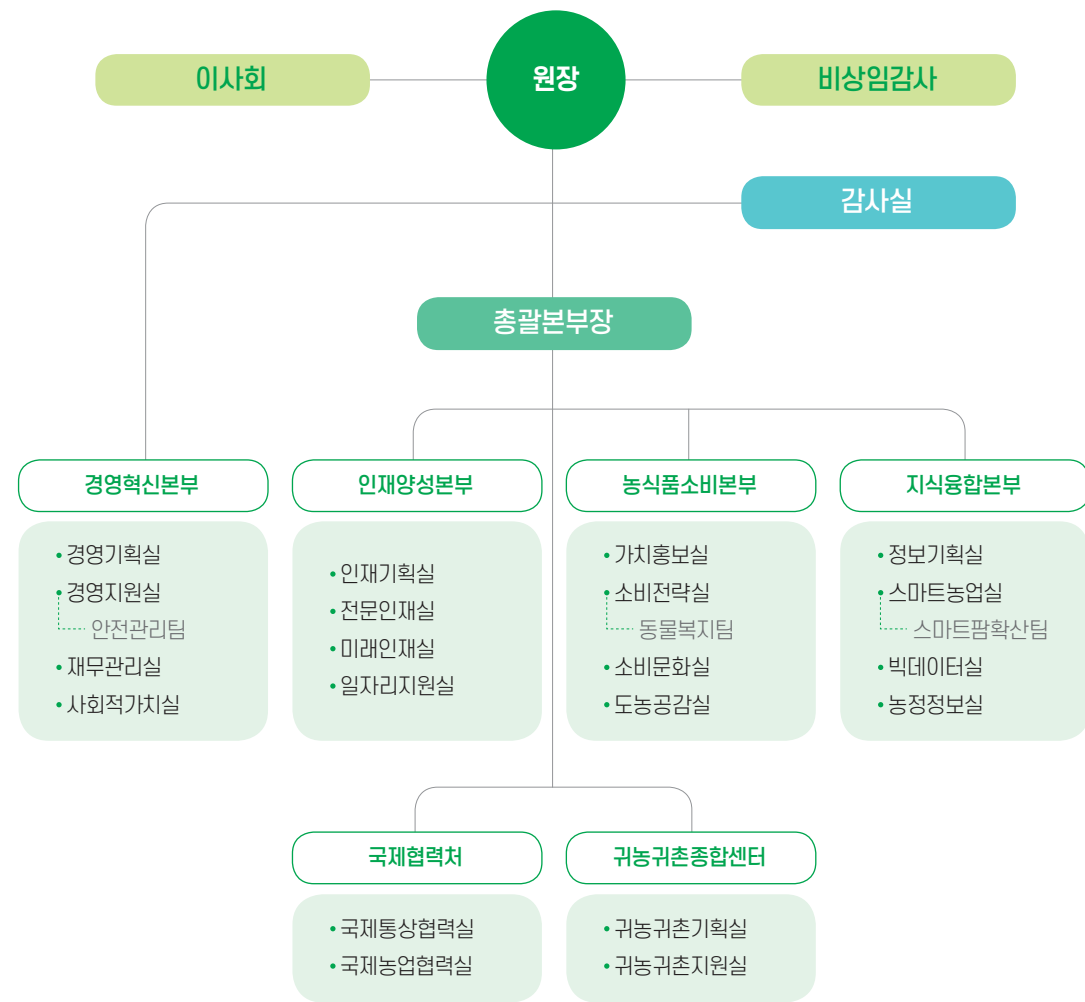 이사회
원장
비상임감사
감사실
총괄본부장
경영혁신본부
• 경영기획실
• 경영지원실
안전관리팀
• 재무관리실
• 사회적가치실
인재양성본부
• 인재기획실
• 전문인재실
• 미래인재실
• 일자리지원실
농식품소비본부
• 가치홍보실
• 소비전략실
동물복지팀
• 소비문화실
• 도농공감실
지식융합본부
• 정보기획실
• 스마트농업실
스마트팜확산팀
• 빅데이터실
• 농정정보실
국제협력처
• 국제통상협력실
• 국제농업협력실
귀농귀촌종합센터
• 귀농귀촌기획실
• 귀농귀촌지원실